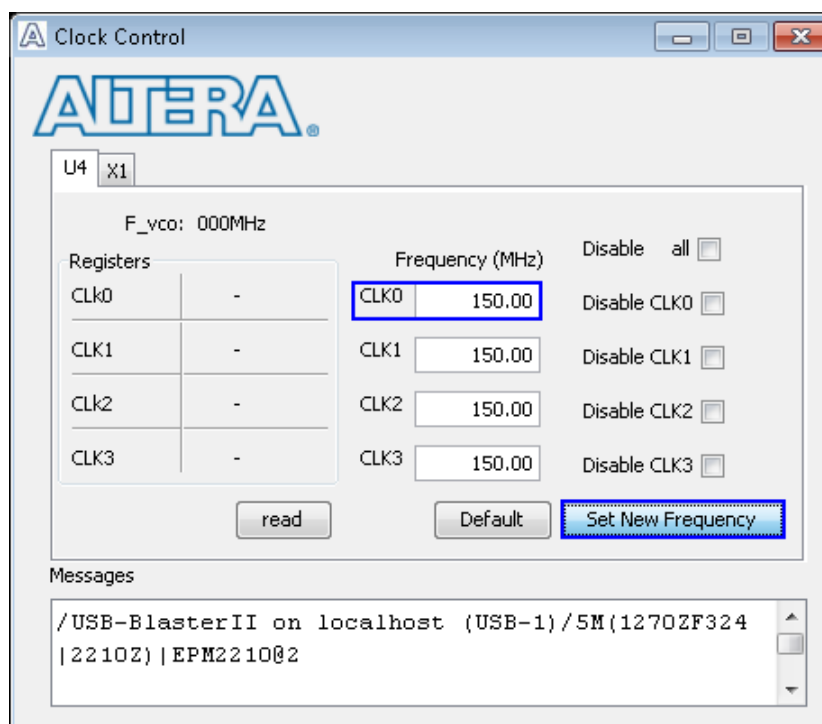 Clock Control
ALTERA®
U4 X1
F_vco: 000MHz
Registers
Frequency (MHz)
Disable all
CLk0 -
CLK0 150.00
Disable CLK0
CLK1 -
CLK1 150.00
Disable CLK1
CLk2 -
CLK2 150.00
Disable CLK2
CLK3 -
CLK3 150.00
Disable CLK3
read
Default
Set New Frequency
Messages
/USB-BlasterII on localhost (USB-1)/5M(1270ZF324
|2210Z)|EPM2210@2